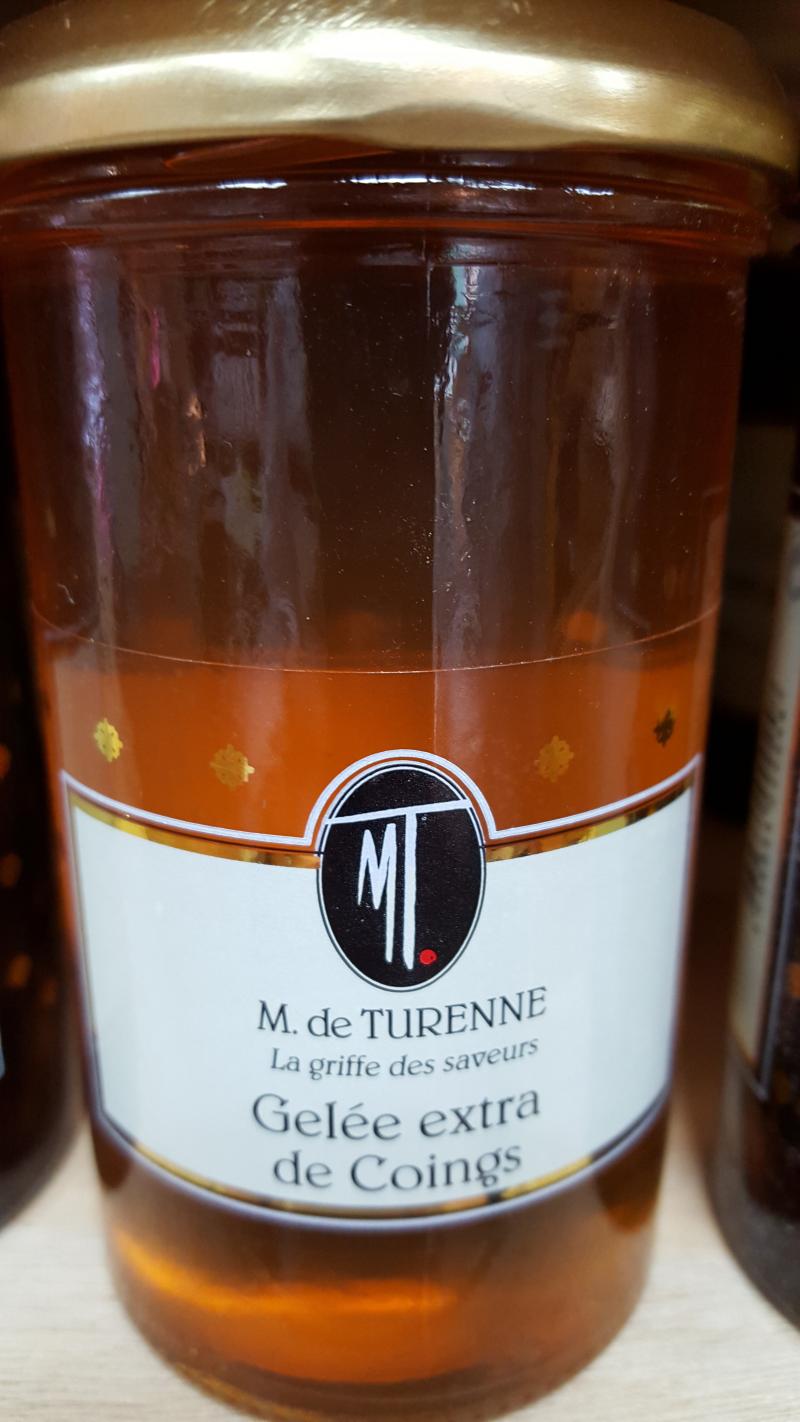 MT.
M. de TURENNE
La griffe des saveurs
Gelée extra
de Coings